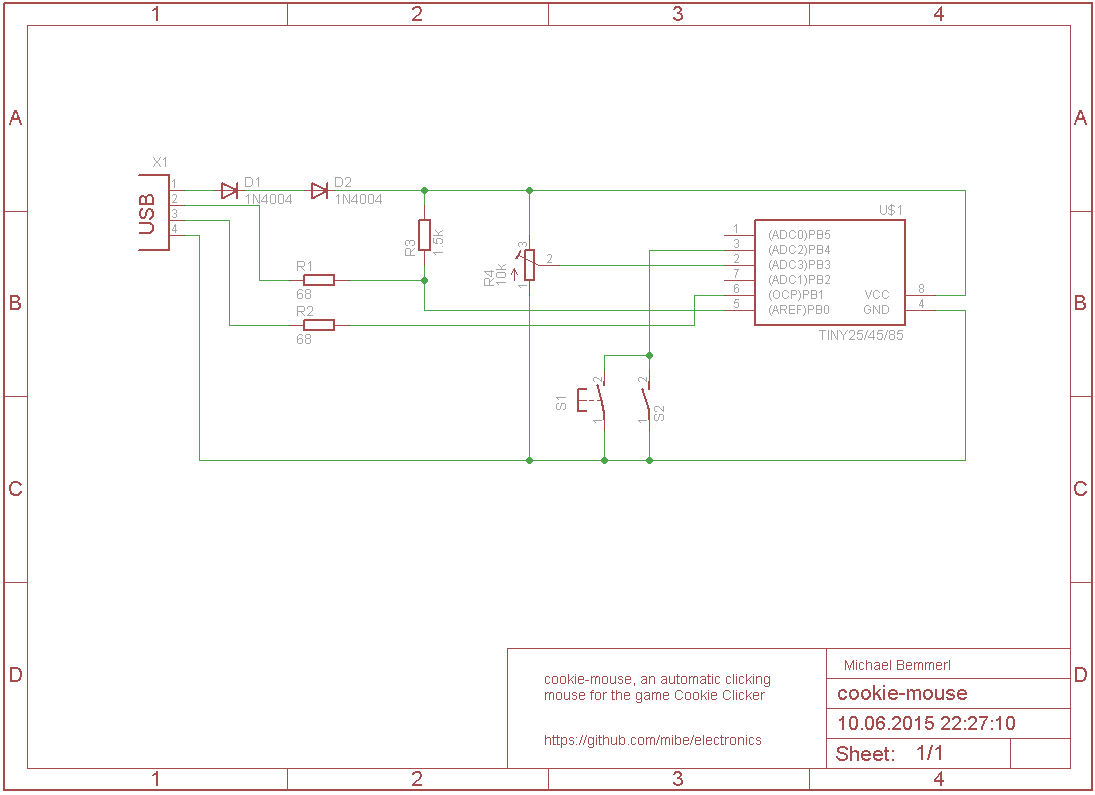 1 2 3 4
A A
X1
D1 D2
1N4004 1N4004
USB
1
2
3
4
R3
1.5k
R4
10k
3
2
1
R1
68
R2
68
U$1
1 (ADC0)PB5
3 (ADC2)PB4
2 (ADC3)PB3
7 (ADC1)PB2
6 (OCP)PB1 VCC 8
5 (AREF)PB0 GND 4
TINY25/45/85
B B
S1
2
1
2
1
S2
C C
D D
cookie-mouse, an automatic clicking
mouse for the game Cookie Clicker
https://github.com/mibe/electronics
Michael Bemmerl
cookie-mouse
10.06.2015 22:27:10
Sheet: 1/1
1 2 3 4